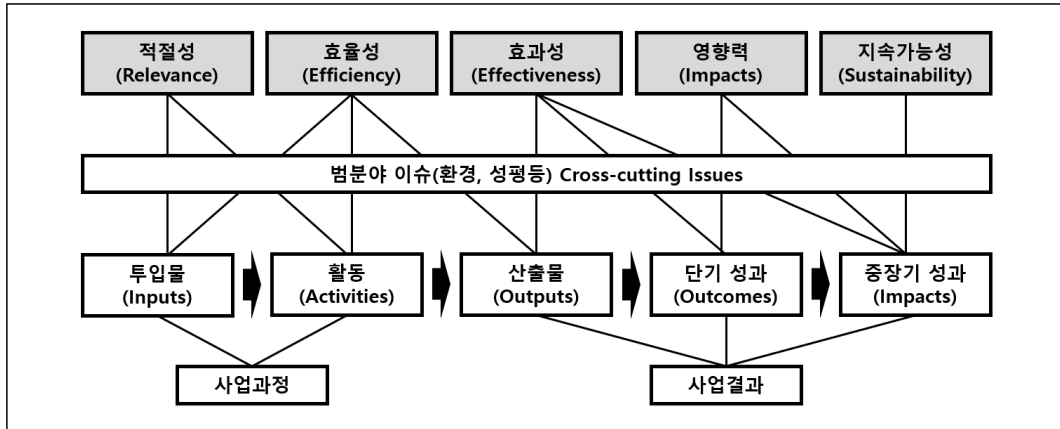 적절성
(Relevance)
효율성
(Efficiency)
효과성
(Effectiveness)
영향력
(Impacts)
지속가능성
(Sustainability)
범분야 이슈(환경, 성평등) Cross-cutting Issues
투입물
(Inputs)
활동
(Activities)
산출물
(Outputs)
단기 성과
(Outcomes)
중장기 성과
(Impacts)
사업과정
사업결과